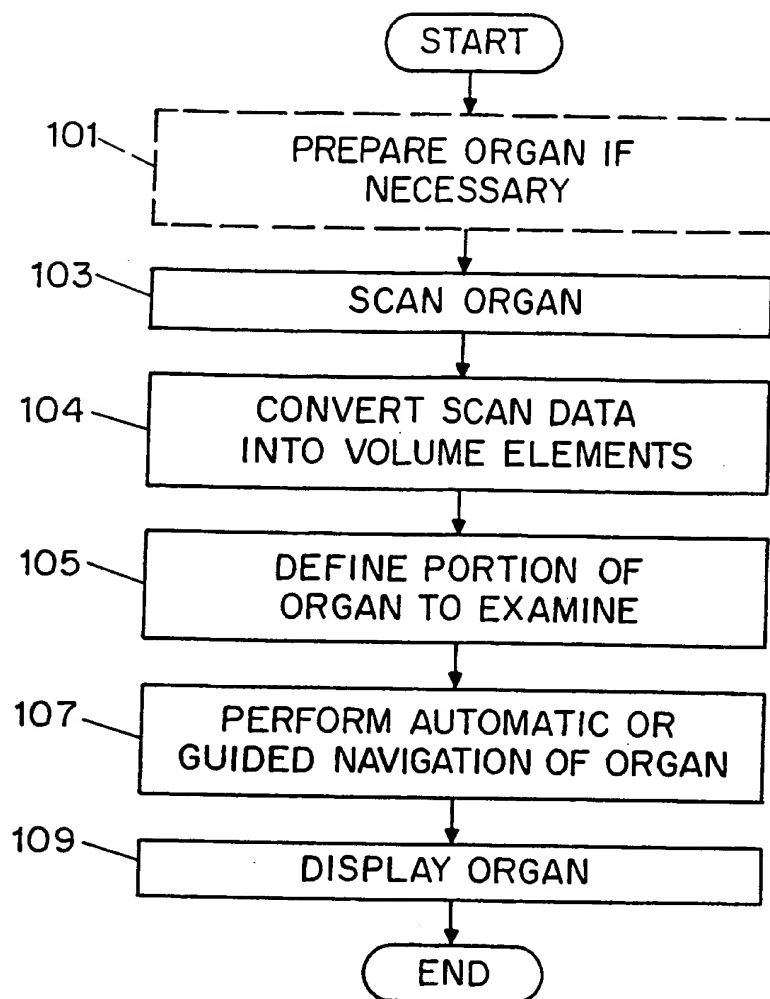 START
101
PREPARE ORGAN IF
NECESSARY
103
SCAN ORGAN
104
CONVERT SCAN DATA
INTO VOLUME ELEMENTS
105
DEFINE PORTION OF
ORGAN TO EXAMINE
107
PERFORM AUTOMATIC OR
GUIDED NAVIGATION OF ORGAN
109
DISPLAY ORGAN
END